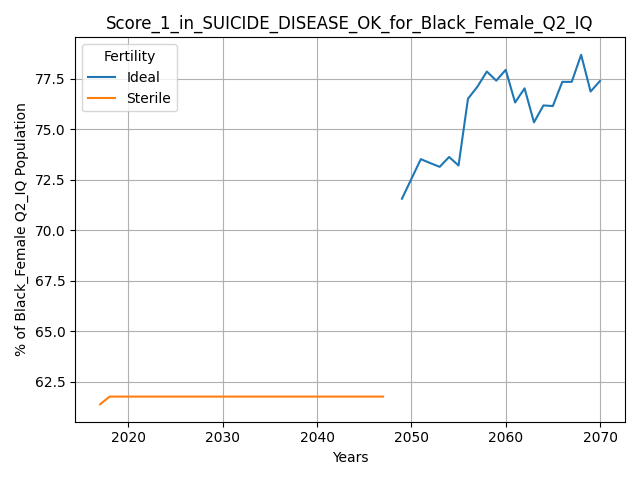 Score_1_in_SUICIDE_DISEASE_OK_for_Black_Female_Q2_IQ
Fertility
Ideal
Sterile
% of Black_Female Q2_IQ Population
77.5
75.0
72.5
70.0
67.5
65.0
62.5
2020
2030
2040
2050
2060
2070
Years